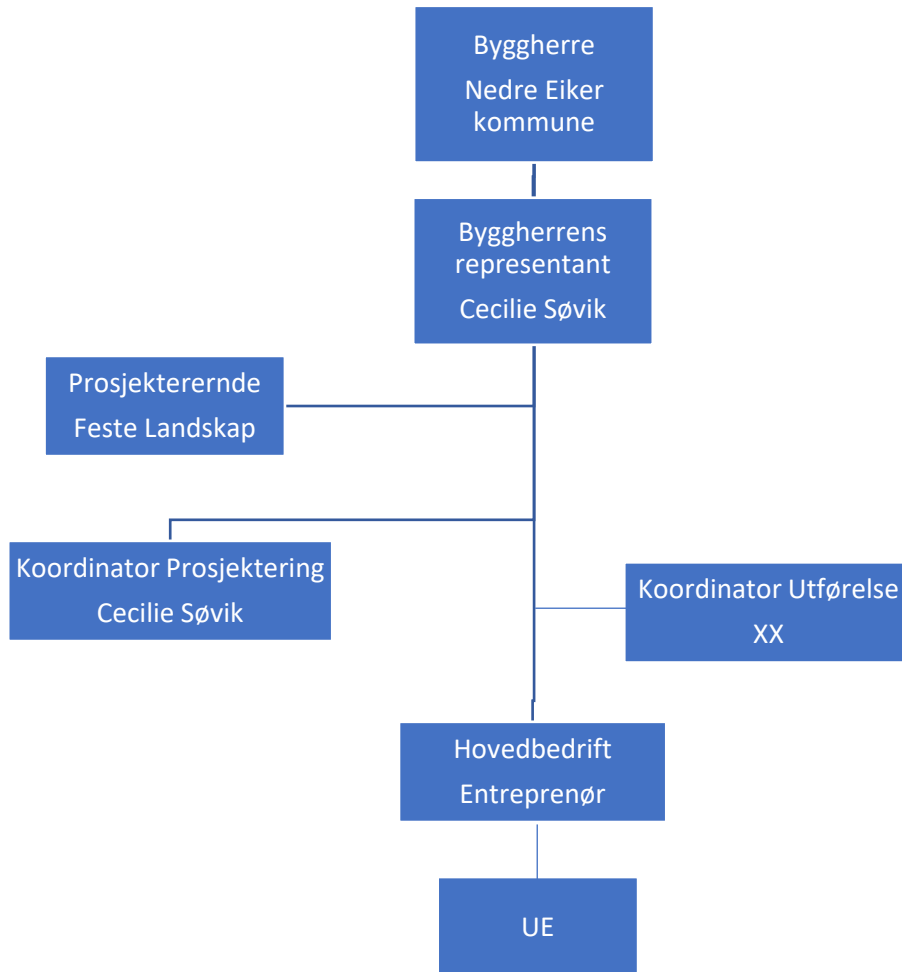 Byggherre
Nedre Eiker
kommune
Byggherrens
representant
Cecilie Søvik
Prosjekterernde
Feste Landskap
Koordinator Prosjektering
Cecilie Søvik
Koordinator Utførelse
XX
Hovedbedrift
Entreprenør
UE